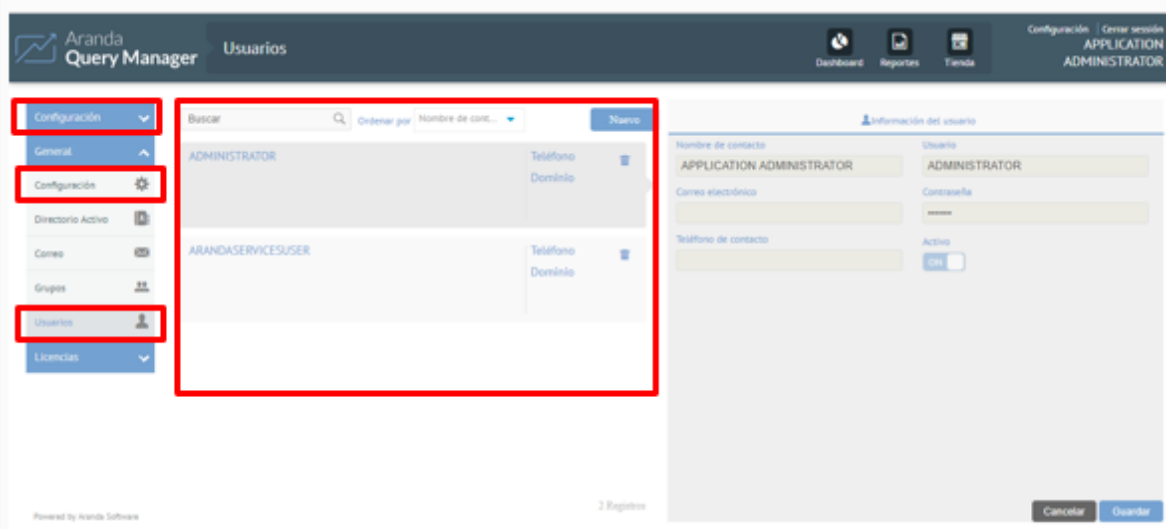 Aranda
Query Manager
Usuarios
Dashboard
Reportes
Tienda
Configuración
Cerrar sesión
APPLICATION
ADMINISTRATOR
Configuración
General
Configuración
Directorio Activo
Correo
Grupos
Usuarios
Licencias
Buscar
Ordenar por
Nombre de cont...
Nuevo
ADMINISTRATOR
Teléfono
Dominio
ARANDASERVICESUSER
Teléfono
Dominio
2 Registros
Información del usuario
Nombre de contacto
Usuario
APPLICATION ADMINISTRATOR
ADMINISTRATOR
Correo electrónico
Contraseña
Teléfono de contacto
Activo
ON
Cancelar
Guardar
Powered by Aranda Software